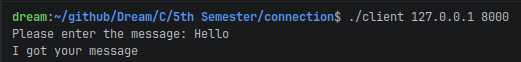 dream:~/github/Dream/C/5th Semester/connection$ ./client 127.0.0.1 8000
Please enter the message: Hello
I got your message